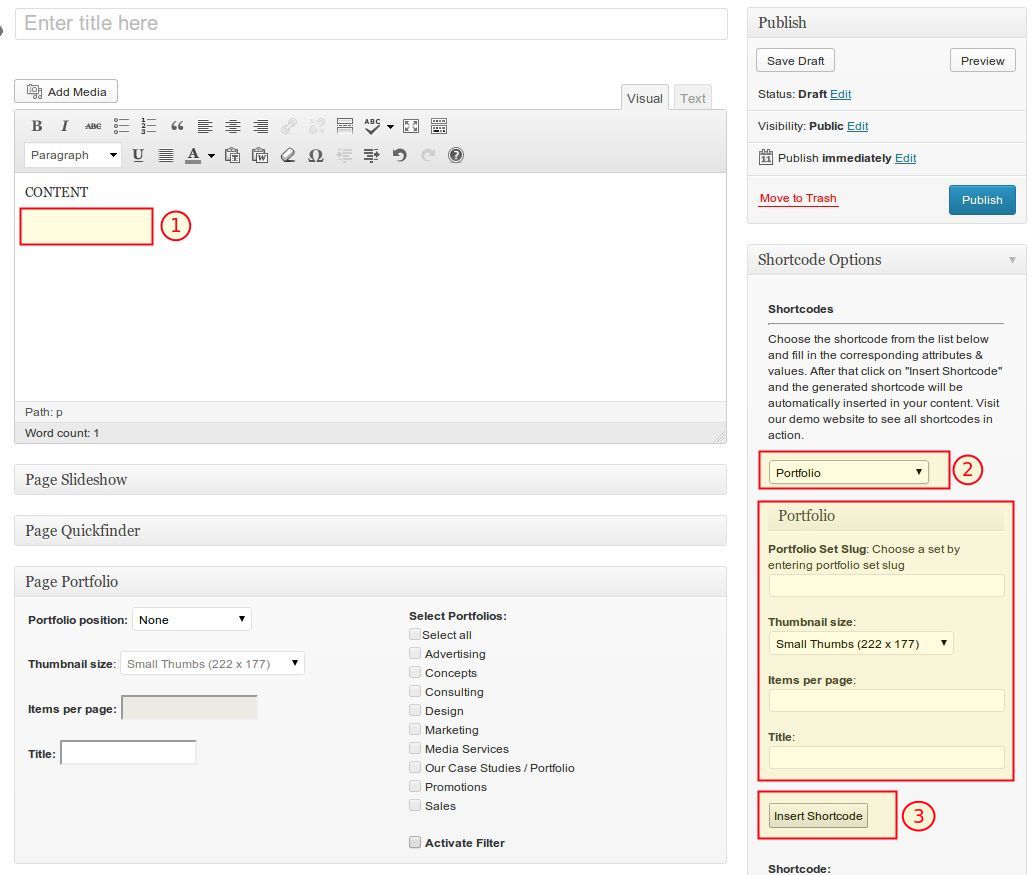 Enter title here
Add Media
Visual
Text
B I ABC 1 2 3 “ ABC
Paragraph U A T W Ω ?
CONTENT
1
Path: p
Word count: 1
Page Slideshow
Page Quickfinder
Page Portfolio
Portfolio position: None
Thumbnail size: Small Thumbs (222 x 177)
Items per page:
Title:
Select Portfolios:
Select all
Advertising
Concepts
Consulting
Design
Marketing
Media Services
Our Case Studies / Portfolio
Promotions
Sales
Activate Filter
Publish
Save Draft
Preview
Status: Draft Edit
Visibility: Public Edit
11 Publish immediately Edit
Move to Trash
Publish
Shortcode Options
Shortcodes
Choose the shortcode from the list below
and fill in the corresponding attributes &
values. After that click on "Insert Shortcode"
and the generated shortcode will be
automatically inserted in your content. Visit
our demo website to see all shortcodes in
action.
Portfolio
2
Portfolio
Portfolio Set Slug: Choose a set by
entering portfolio set slug
Thumbnail size:
Small Thumbs (222 x 177)
Items per page:
Title:
Insert Shortcode
3
Shortcode: